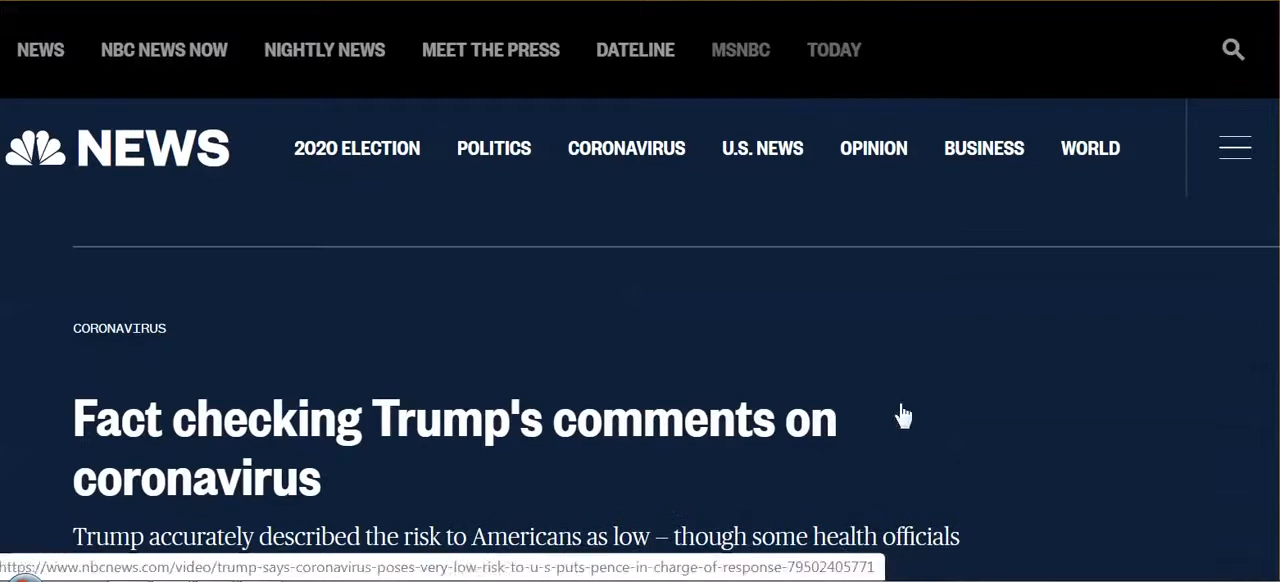 NEWS NBC NEWS NOW NIGHTLY NEWS MEET THE PRESS DATELINE MSNBC TODAY
NEWS 2020 ELECTION POLITICS CORONAVIRUS U.S. NEWS OPINION BUSINESS WORLD
CORONAVIRUS
Fact checking Trump's comments on
coronavirus
Trump accurately described the risk to Americans as low – though some health officials
https://www.nbcnews.com/video/trump-says-coronavirus-poses-very-low-risk-to-u-s-puts-pence-in-charge-of-response-79502405771